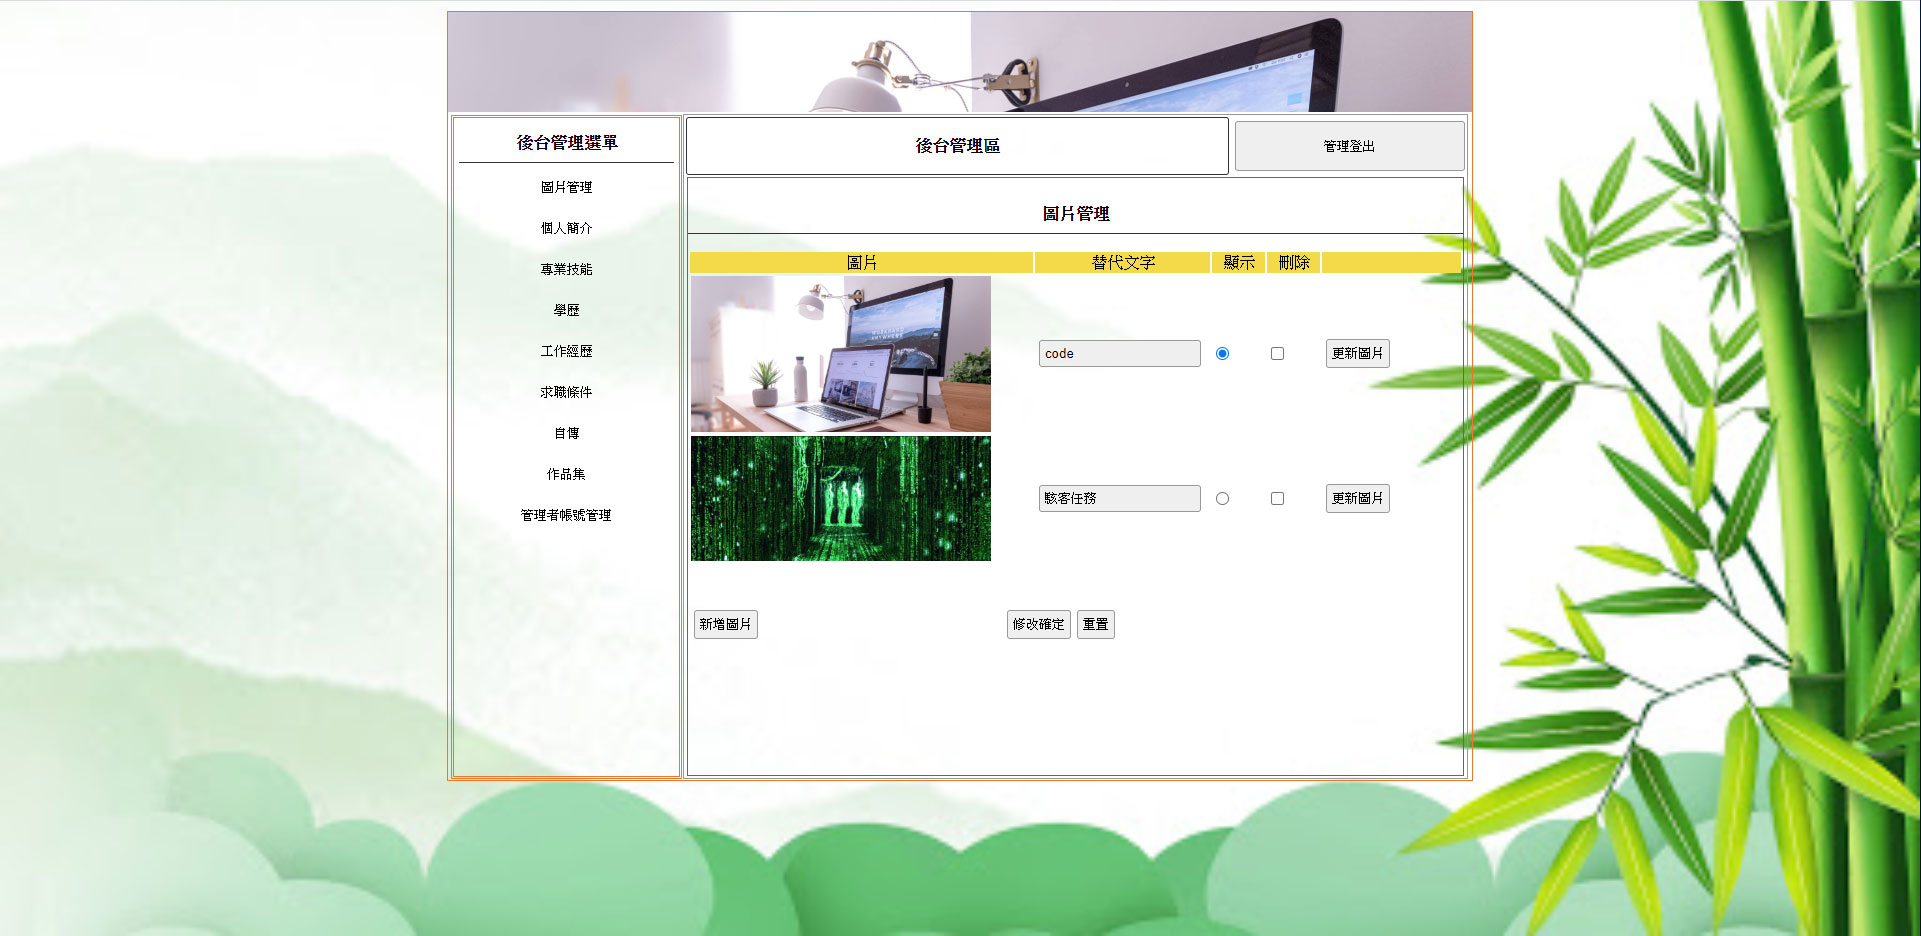 後台管理選單
圖片管理
個人簡介
專業技能
學歷
工作經歷
求職條件
自傳
作品集
管理者帳號管理
後台管理區
管理登出
圖片管理
圖片 替代文字 顯示 刪除
code 更新圖片
駭客任務 更新圖片
新增圖片 修改確定 重置